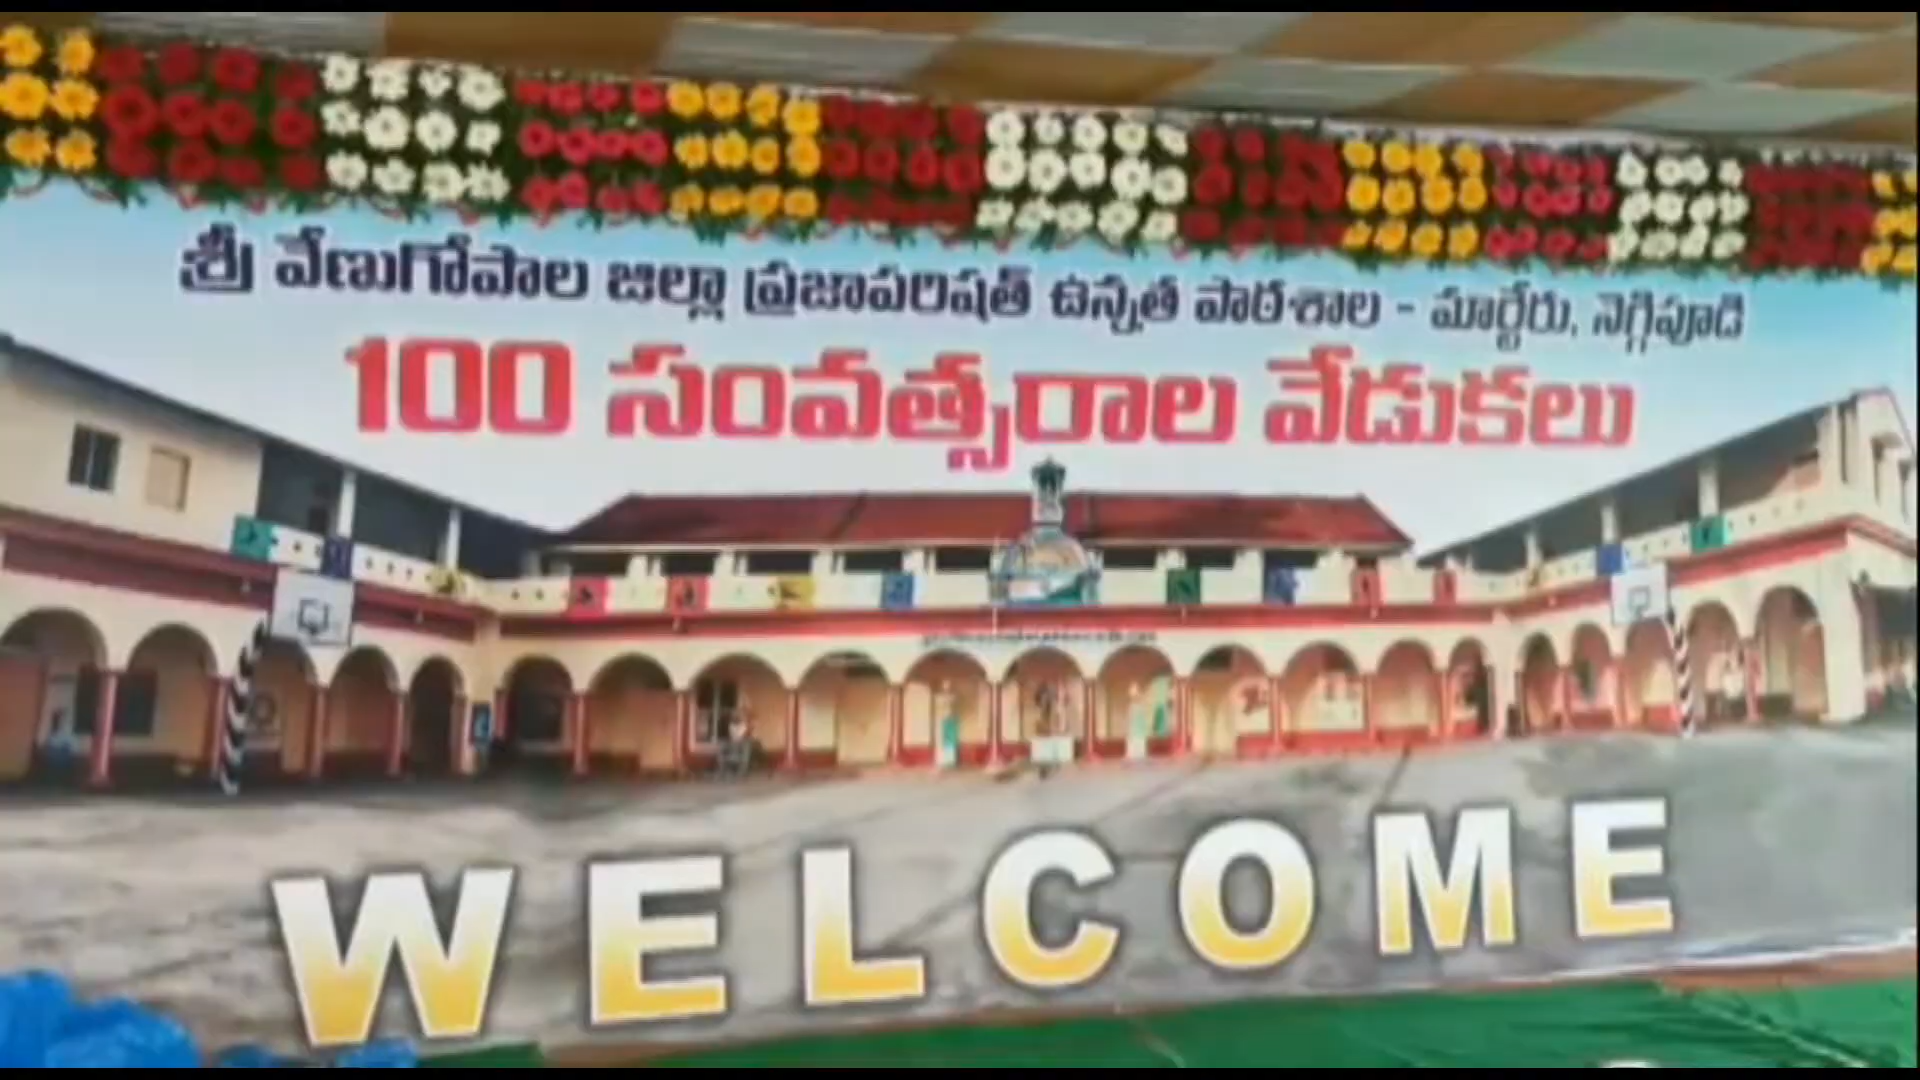 శ్రీ వేణుగోపాల జిల్లా ప్రజాపరిషత్ ఉన్నత పాఠశాల - మార్టేరు, నెగ్గిపూడి
100 సంవత్సరాల వేడుకలు
WELCOME